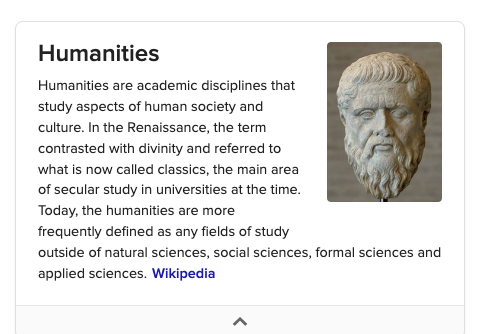 Humanities
Humanities are academic disciplines that
study aspects of human society and
culture. In the Renaissance, the term
contrasted with divinity and referred to
what is now called classics, the main area
of secular study in universities at the time.
Today, the humanities are more
frequently defined as any fields of study
outside of natural sciences, social sciences, formal sciences and
applied sciences. Wikipedia